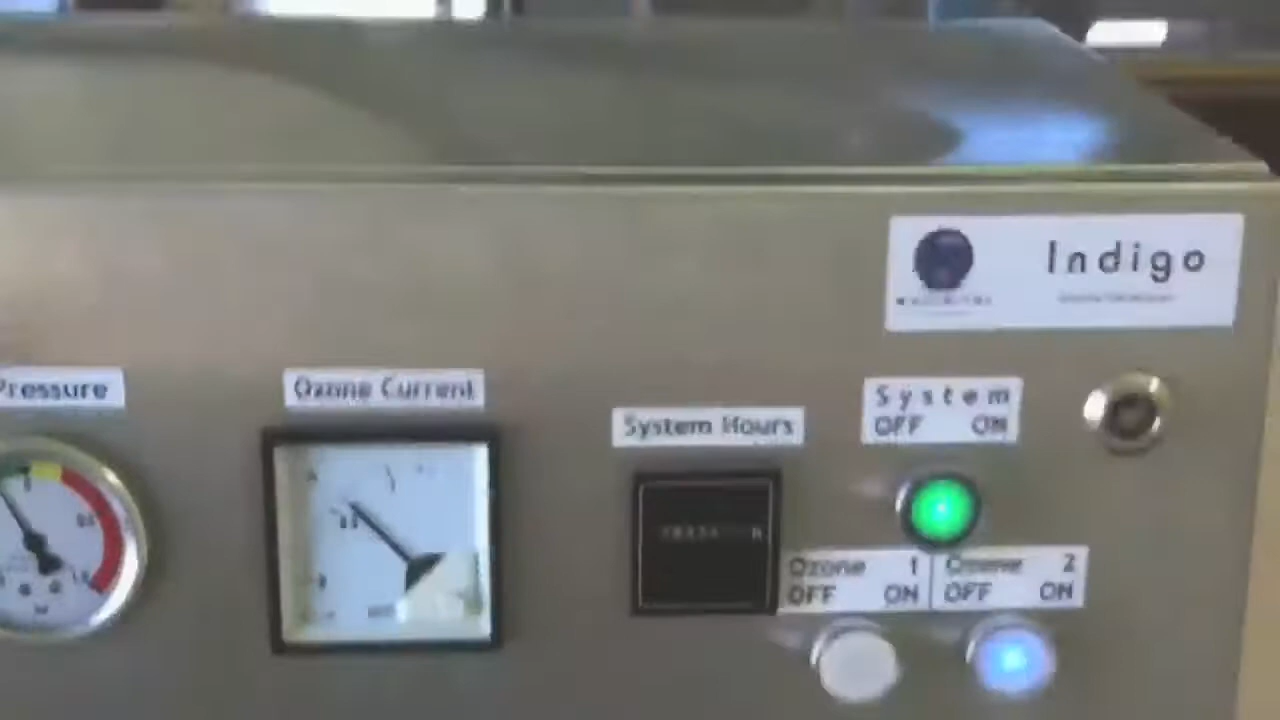 Indigo
Pressure
Ozone Current
System Hours
System
OFF ON
Ozone 1
OFF ON
Ozone 2
OFF ON